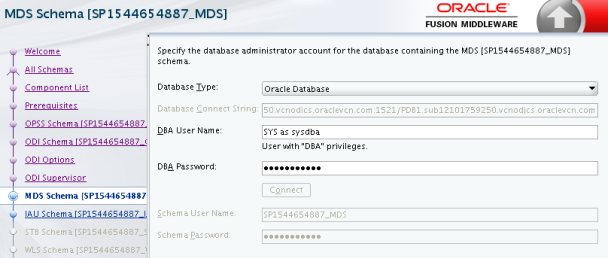 MDS Schema [SP1544654887_MDS]
ORACLE
FUSION MIDDLEWARE
Welcome
All Schemas
Component List
Prerequisites
OPSS Schema [SP1544654887_
ODI Schema [SP1544654887_
ODI Options
ODI Supervisor
MDS Schema [SP1544654887
IAU Schema [SP1544654887_I
STB Schema [SP1544654887_S
WLS Schema [SP1544654887_
Specify the database administrator account for the database containing the MDS [SP1544654887_MDS]
schema.
Database Type: Oracle Database
Database Connect String: 50.vcnodics.oraclevcn.com:1521/PDB1.sub12101759250.vcnodics.oraclevcn.com
DBA User Name: SYS as sysdba
User with "DBA" privileges.
DBA Password:
Connect
Schema User Name: SP1544654887_MDS
Schema Password: